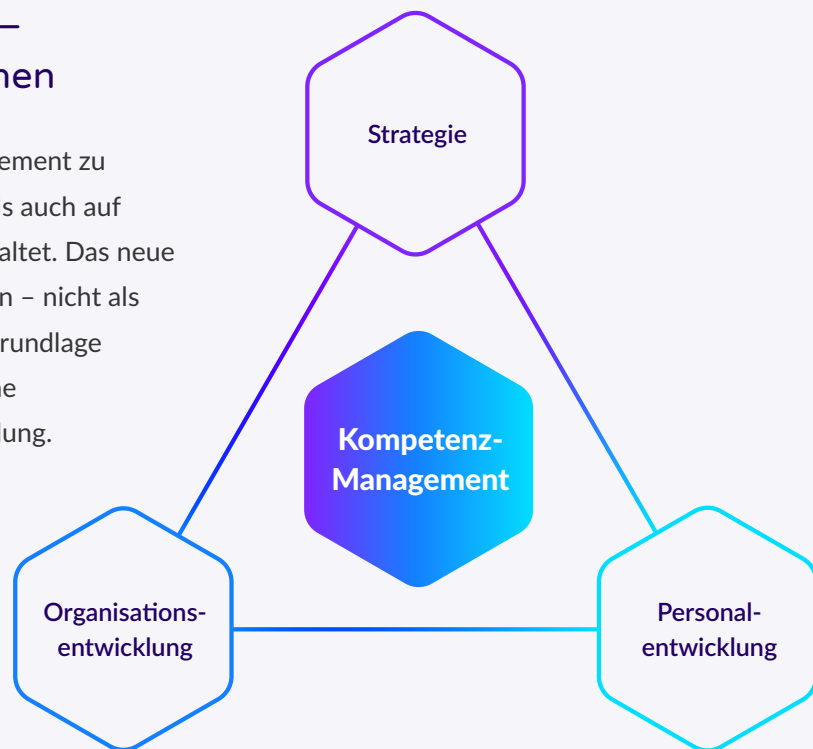 –
nen
ement zu
s auch auf
altet. Das neue
n – nicht als
rundlage
ne
lung.
Strategie
Kompetenz-
Management
Organisations-
entwicklung
Personal-
entwicklung